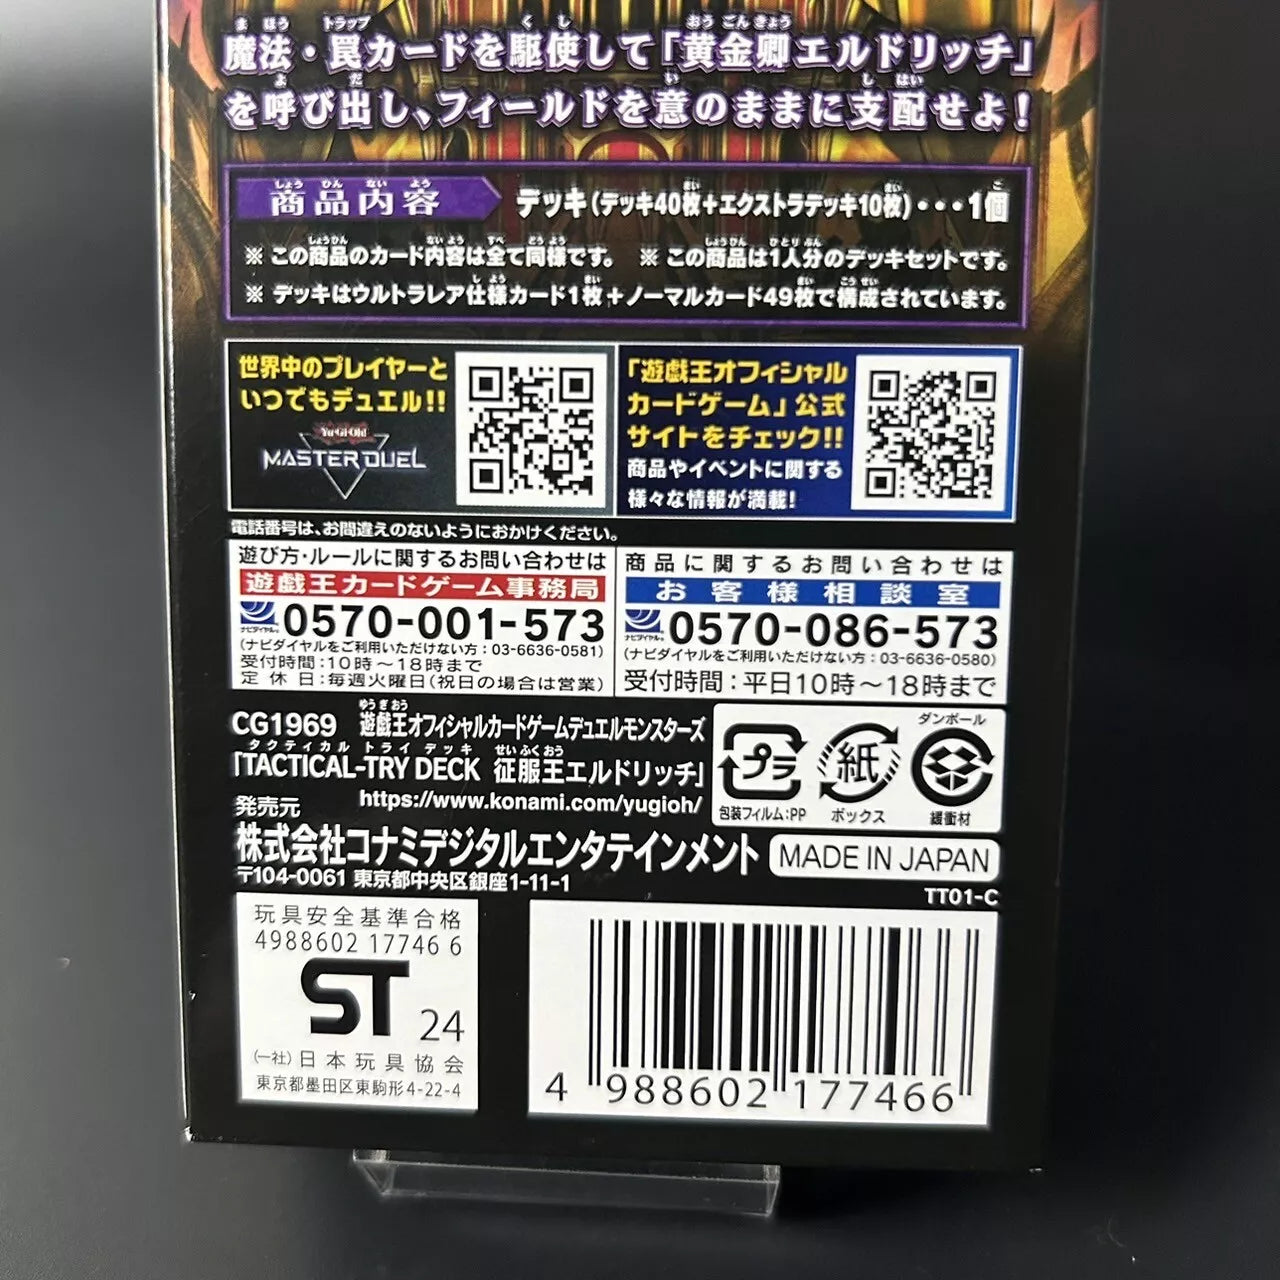 魔法・罠カードを駆使して「黄金卿エルドリッチ」
を呼び出し、フィールドを意のままに支配せよ!
商品内容 デッキ(デッキ40枚+エクストラデッキ10枚)・・・1個
※ この商品のカード内容は全て同様です。 ※ この商品は1人分のデッキセットです。
※ デッキはウルトラレア仕様カード1枚+ノーマルカード49枚で構成されています。
世界中のプレイヤーと
いつでもデュエル!!
Yu-Gi-Oh!
MASTER DUEL
「遊戯王オフィシャル
カードゲーム」公式
サイトをチェック!!
商品やイベントに関する
様々な情報が満載!
電話番号は、お間違えのないようにおかけください。
遊び方・ルールに関するお問い合わせは
遊戯王カードゲーム事務局
ナビダイヤル 0570-001-573
(ナビダイヤルをご利用いただけない方:03-6636-0581)
受付時間:10時〜18時まで
定休日:毎週火曜日(祝日の場合は営業)
商品に関するお問い合わせは
お客様相談室
ナビダイヤル 0570-086-573
(ナビダイヤルをご利用いただけない方:03-6636-0580)
受付時間:平日10時〜18時まで
CG1969 遊戯王オフィシャルカードゲームデュエルモンスターズ
「TACTICAL-TRY DECK 征服王エルドリッチ」
https://www.konami.com/yugioh/
プラ
包装フィルム:PP
紙
ボックス
ダンボール
緩衝材
発売元
株式会社コナミデジタルエンタテインメント
〒104-0061 東京都中央区銀座1-11-1
MADE IN JAPAN
TT01-C
玩具安全基準合格
4988602 17746 6
ST 24
(一社)日本玩具協会
東京都墨田区東駒形4-22-4
4 988602 177466